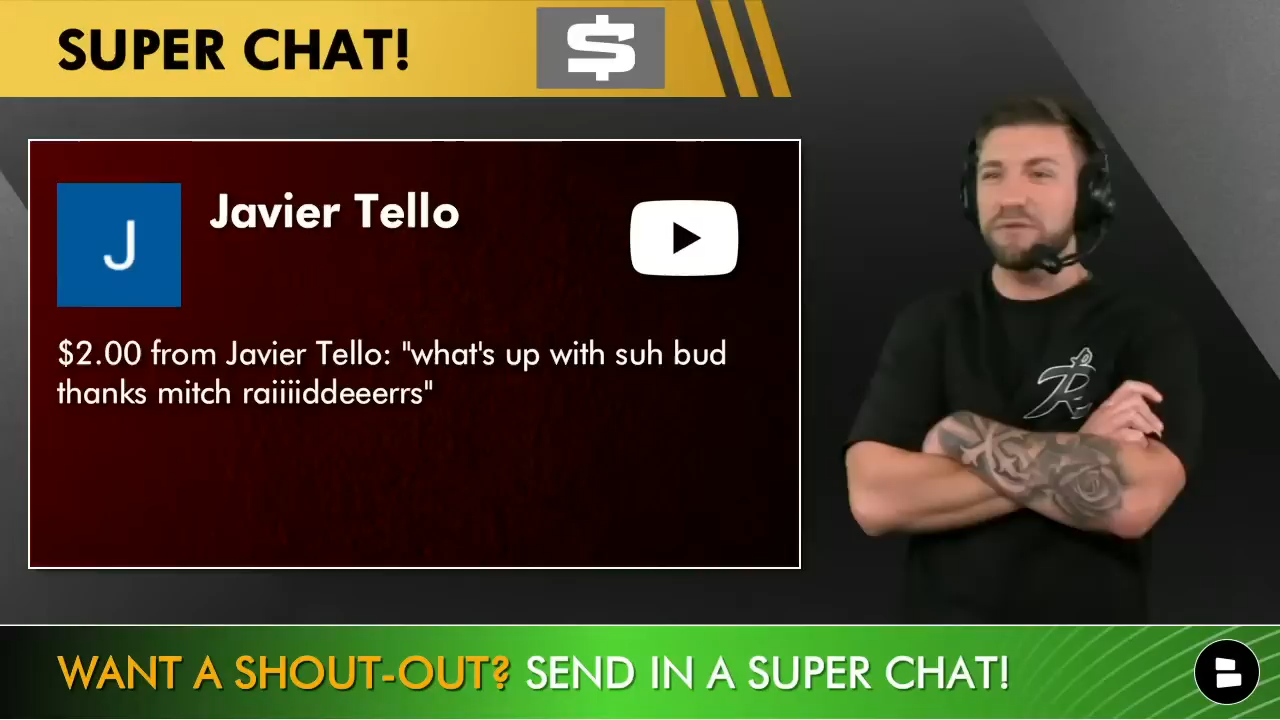 SUPER CHAT!
J
Javier Tello
$2.00 from Javier Tello: "what's up with suh bud
thanks mitch raiiiiddeeerrs"
WANT A SHOUT-OUT? SEND IN A SUPER CHAT!